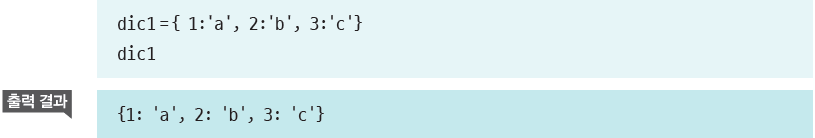 dic1={ 1:'a', 2:'b', 3:'c'}
dic1
출력 결과
{1: 'a', 2: 'b', 3: 'c'}